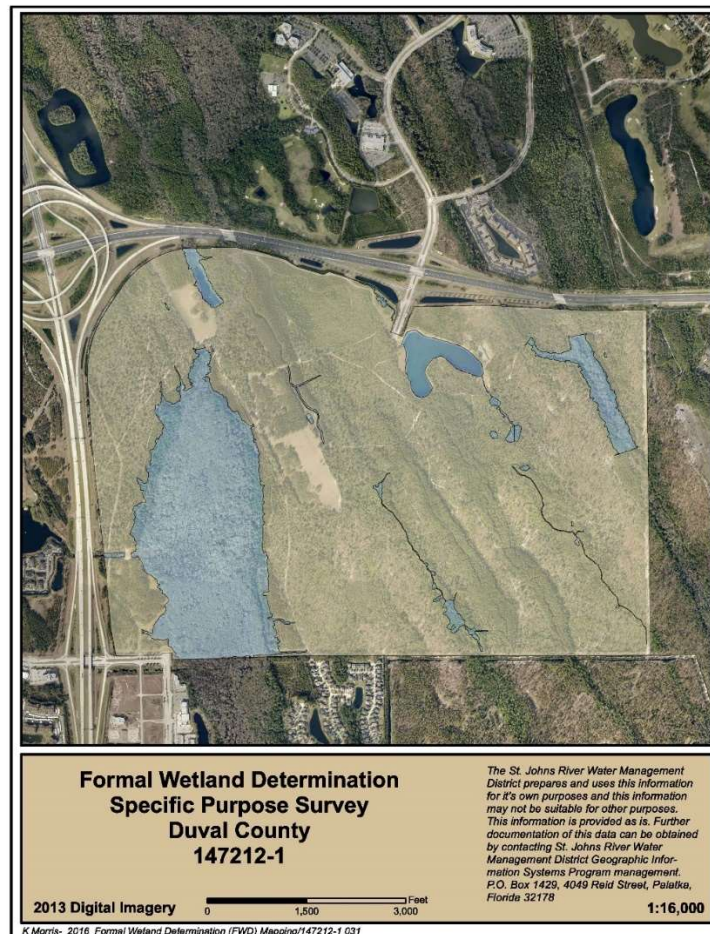 Formal Wetland Determination
Specific Purpose Survey
Duval County
147212-1
2013 Digital Imagery
0 1,500 3,000
Feet
The St. Johns River Water Management
District prepares and uses this information
for it's own purposes and this information
may not be suitable for other purposes.
This information is provided as is. Further
documentation of this data can be obtained
by contacting St. Johns River Water
Management District Geographic Infor-
mation Systems Program management.
P.O. Box 1429, 4049 Reid Street, Palatka,
Florida 32178
1:16,000
K Morris- 2016 Formal Wetland Determination (FWD) Mapping/147212-1 031